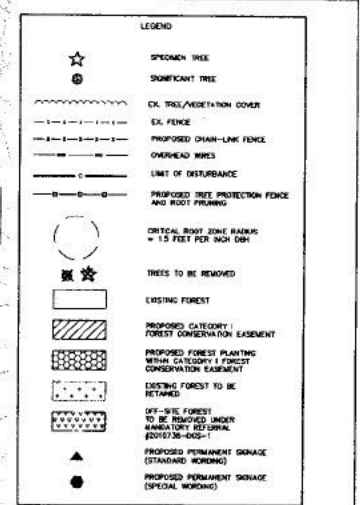 LEGEND
SPECIMEN TREE
SIGNIFICANT TREE
EX. TREE/VEGETATION COVER
EX. FENCE
PROPOSED CHAIN-LINK FENCE
OVERHEAD WIRES
LIMIT OF DISTURBANCE
PROPOSED TREE PROTECTION FENCE
AND ROOT PRUNING
CRITICAL ROOT ZONE RADIUS
= 1.5 FEET PER INCH DBH
TREES TO BE REMOVED
EXISTING FOREST
PROPOSED CATEGORY I
FOREST CONSERVATION EASEMENT
PROPOSED FOREST PLANTING
WITHIN CATEGORY I FOREST
CONSERVATION EASEMENT
EXISTING FOREST TO BE
RETAINED
OFF-SITE FOREST
TO BE REMOVED UNDER
MANDATORY REFERRAL
#2010738-DGS-1
PROPOSED PERMANENT SIGNAGE
(STANDARD WORDING)
PROPOSED PERMANENT SIGNAGE
(SPECIAL WORDING)